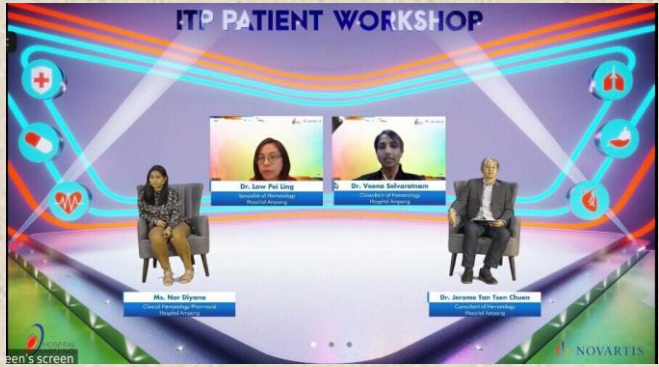 ITP PATIENT WORKSHOP
Dr. Low Pei Ling
Specialist of Hematology
Hospital Ampang
Dr. Veena Selvaratnam
Consultant of Hematology
Hospital Ampang
Ms. Nor Diyana
Clinical Hematology Pharmacist
Hospital Ampang
Dr. Jerome Tan Tsen Chuen
Consultant of Hematology
Hospital Ampang
HOSPITAL
een's screen
NOVARTIS